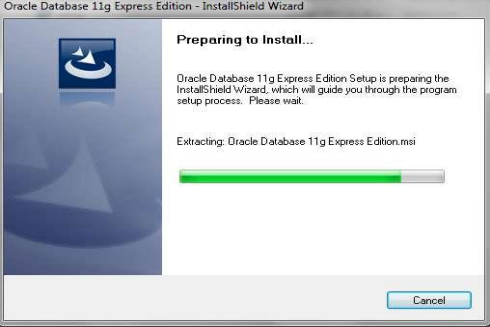 Oracle Database 11g Express Edition - InstallShield Wizard
Preparing to Install...
Oracle Database 11g Express Edition Setup is preparing the
InstallShield Wizard, which will guide you through the program
setup process. Please wait.
Extracting: Oracle Database 11g Express Edition.msi
Cancel